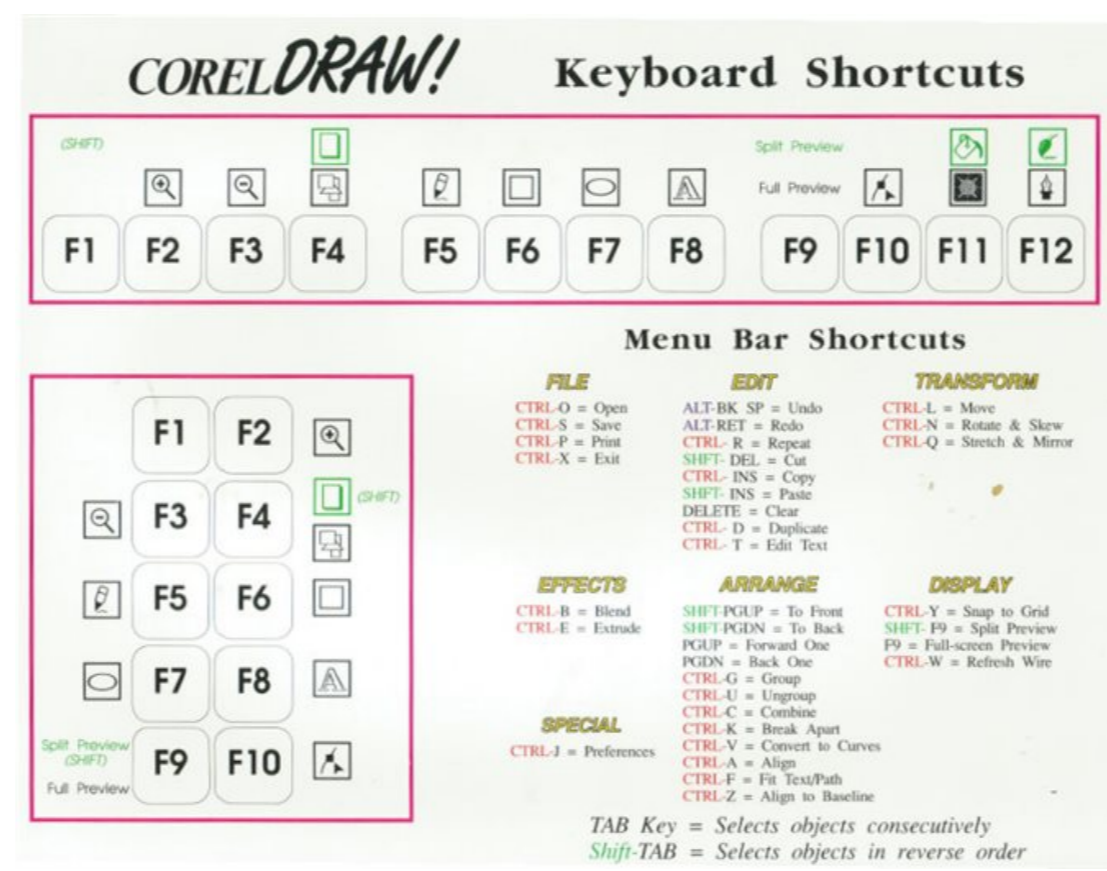 COREL DRAW! Keyboard Shortcuts
(SHIFT) Split Preview
Full Preview
F1 F2 F3 F4 F5 F6 F7 F8 F9 F10 F11 F12
Menu Bar Shortcuts
FILE
CTRL-O = Open
CTRL-S = Save
CTRL-P = Print
CTRL-X = Exit
EDIT
ALT-BK SP = Undo
ALT-RET = Redo
CTRL- R = Repeat
SHFT- DEL = Cut
CTRL- INS = Copy
SHFT- INS = Paste
DELETE = Clear
CTRL- D = Duplicate
CTRL- T = Edit Text
TRANSFORM
CTRL-L = Move
CTRL-N = Rotate & Skew
CTRL-Q = Stretch & Mirror
F1 F2
F3 F4 (SHIFT)
F5 F6
F7 F8
Split Preview
(SHIFT)
Full Preview
F9 F10
EFFECTS
CTRL-B = Blend
CTRL-E = Extrude
ARRANGE
SHFT-PGUP = To Front
SHFT-PGDN = To Back
PGUP = Forward One
PGDN = Back One
CTRL-G = Group
CTRL-U = Ungroup
CTRL-C = Combine
CTRL-K = Break Apart
CTRL-V = Convert to Curves
CTRL-A = Align
CTRL-F = Fit Text/Path
CTRL-Z = Align to Baseline
DISPLAY
CTRL-Y = Snap to Grid
SHFT- F9 = Split Preview
F9 = Full-screen Preview
CTRL-W = Refresh Wire
SPECIAL
CTRL-J = Preferences
TAB Key = Selects objects consecutively
Shift-TAB = Selects objects in reverse order